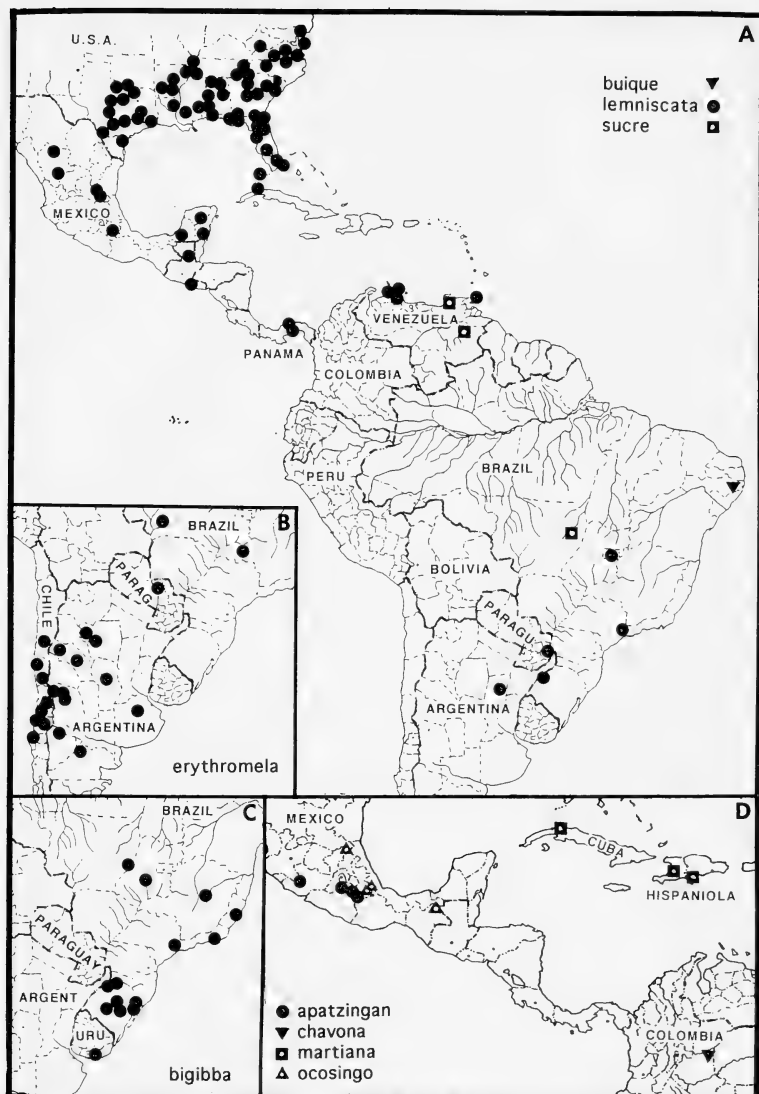 A
U.S.A.
buique
lemniscata
sucre
MEXICO
VENEZUELA
PANAMA
COLOMBIA
PERU
BRAZIL
BOLIVIA
PARAGU
ARGENTINA
B
BRAZIL
PARAG
CHILE
ARGENTINA
erythromela
C
BRAZIL
PARAGUAY
ARGENT
URU-
bigibba
D
MEXICO
CUBA
HISPANIOLA
apatzingan
chavona
martiana
ocosingo
COLOMBIA